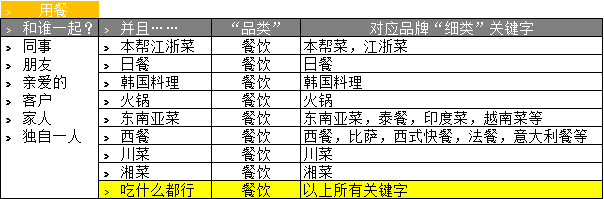 > 用餐
> 和谁一起？ > 并且…… “品类” 对应品牌“细类”关键字
> 同事 > 本帮江浙菜 餐饮 本帮菜，江浙菜
> 朋友 > 日餐 餐饮 日餐
> 亲爱的 > 韩国料理 餐饮 韩国料理
> 客户 > 火锅 餐饮 火锅
> 家人 > 东南亚菜 餐饮 东南亚菜，泰餐，印度菜，越南菜等
> 独自一人 > 西餐 餐饮 西餐，比萨，西式快餐，法餐，意大利餐等
> 川菜 餐饮 川菜
> 湘菜 餐饮 湘菜
> 吃什么都行 餐饮 以上所有关键字